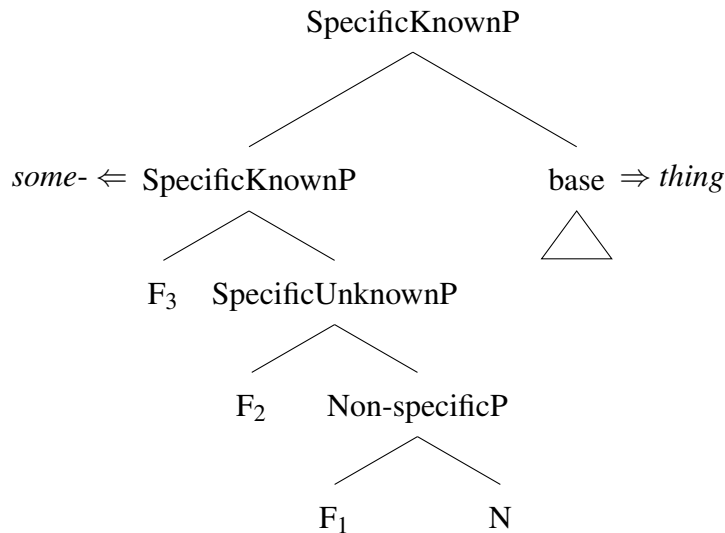 SpecificKnownP
some- ⇐ SpecificKnownP base ⇒ thing
F₃ SpecificUnknownP
F₂ Non-specificP
F₁ N